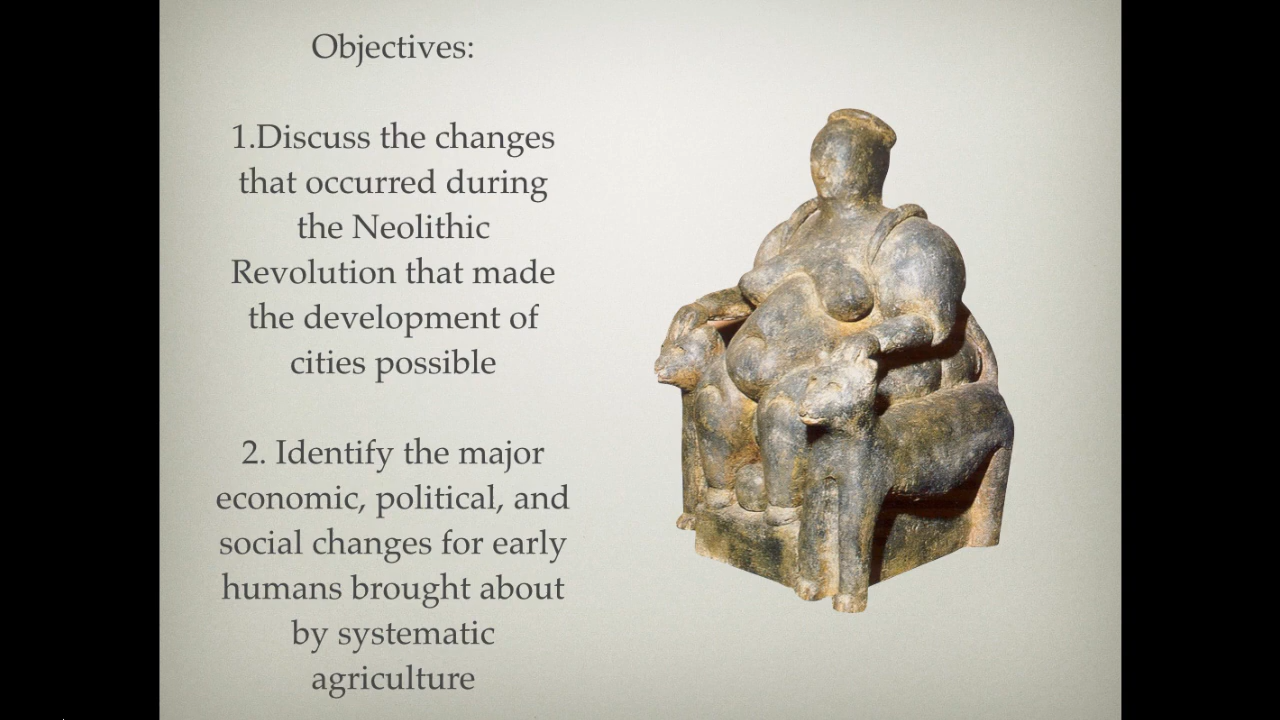 Objectives:
1.Discuss the changes
that occurred during
the Neolithic
Revolution that made
the development of
cities possible
2. Identify the major
economic, political, and
social changes for early
humans brought about
by systematic
agriculture